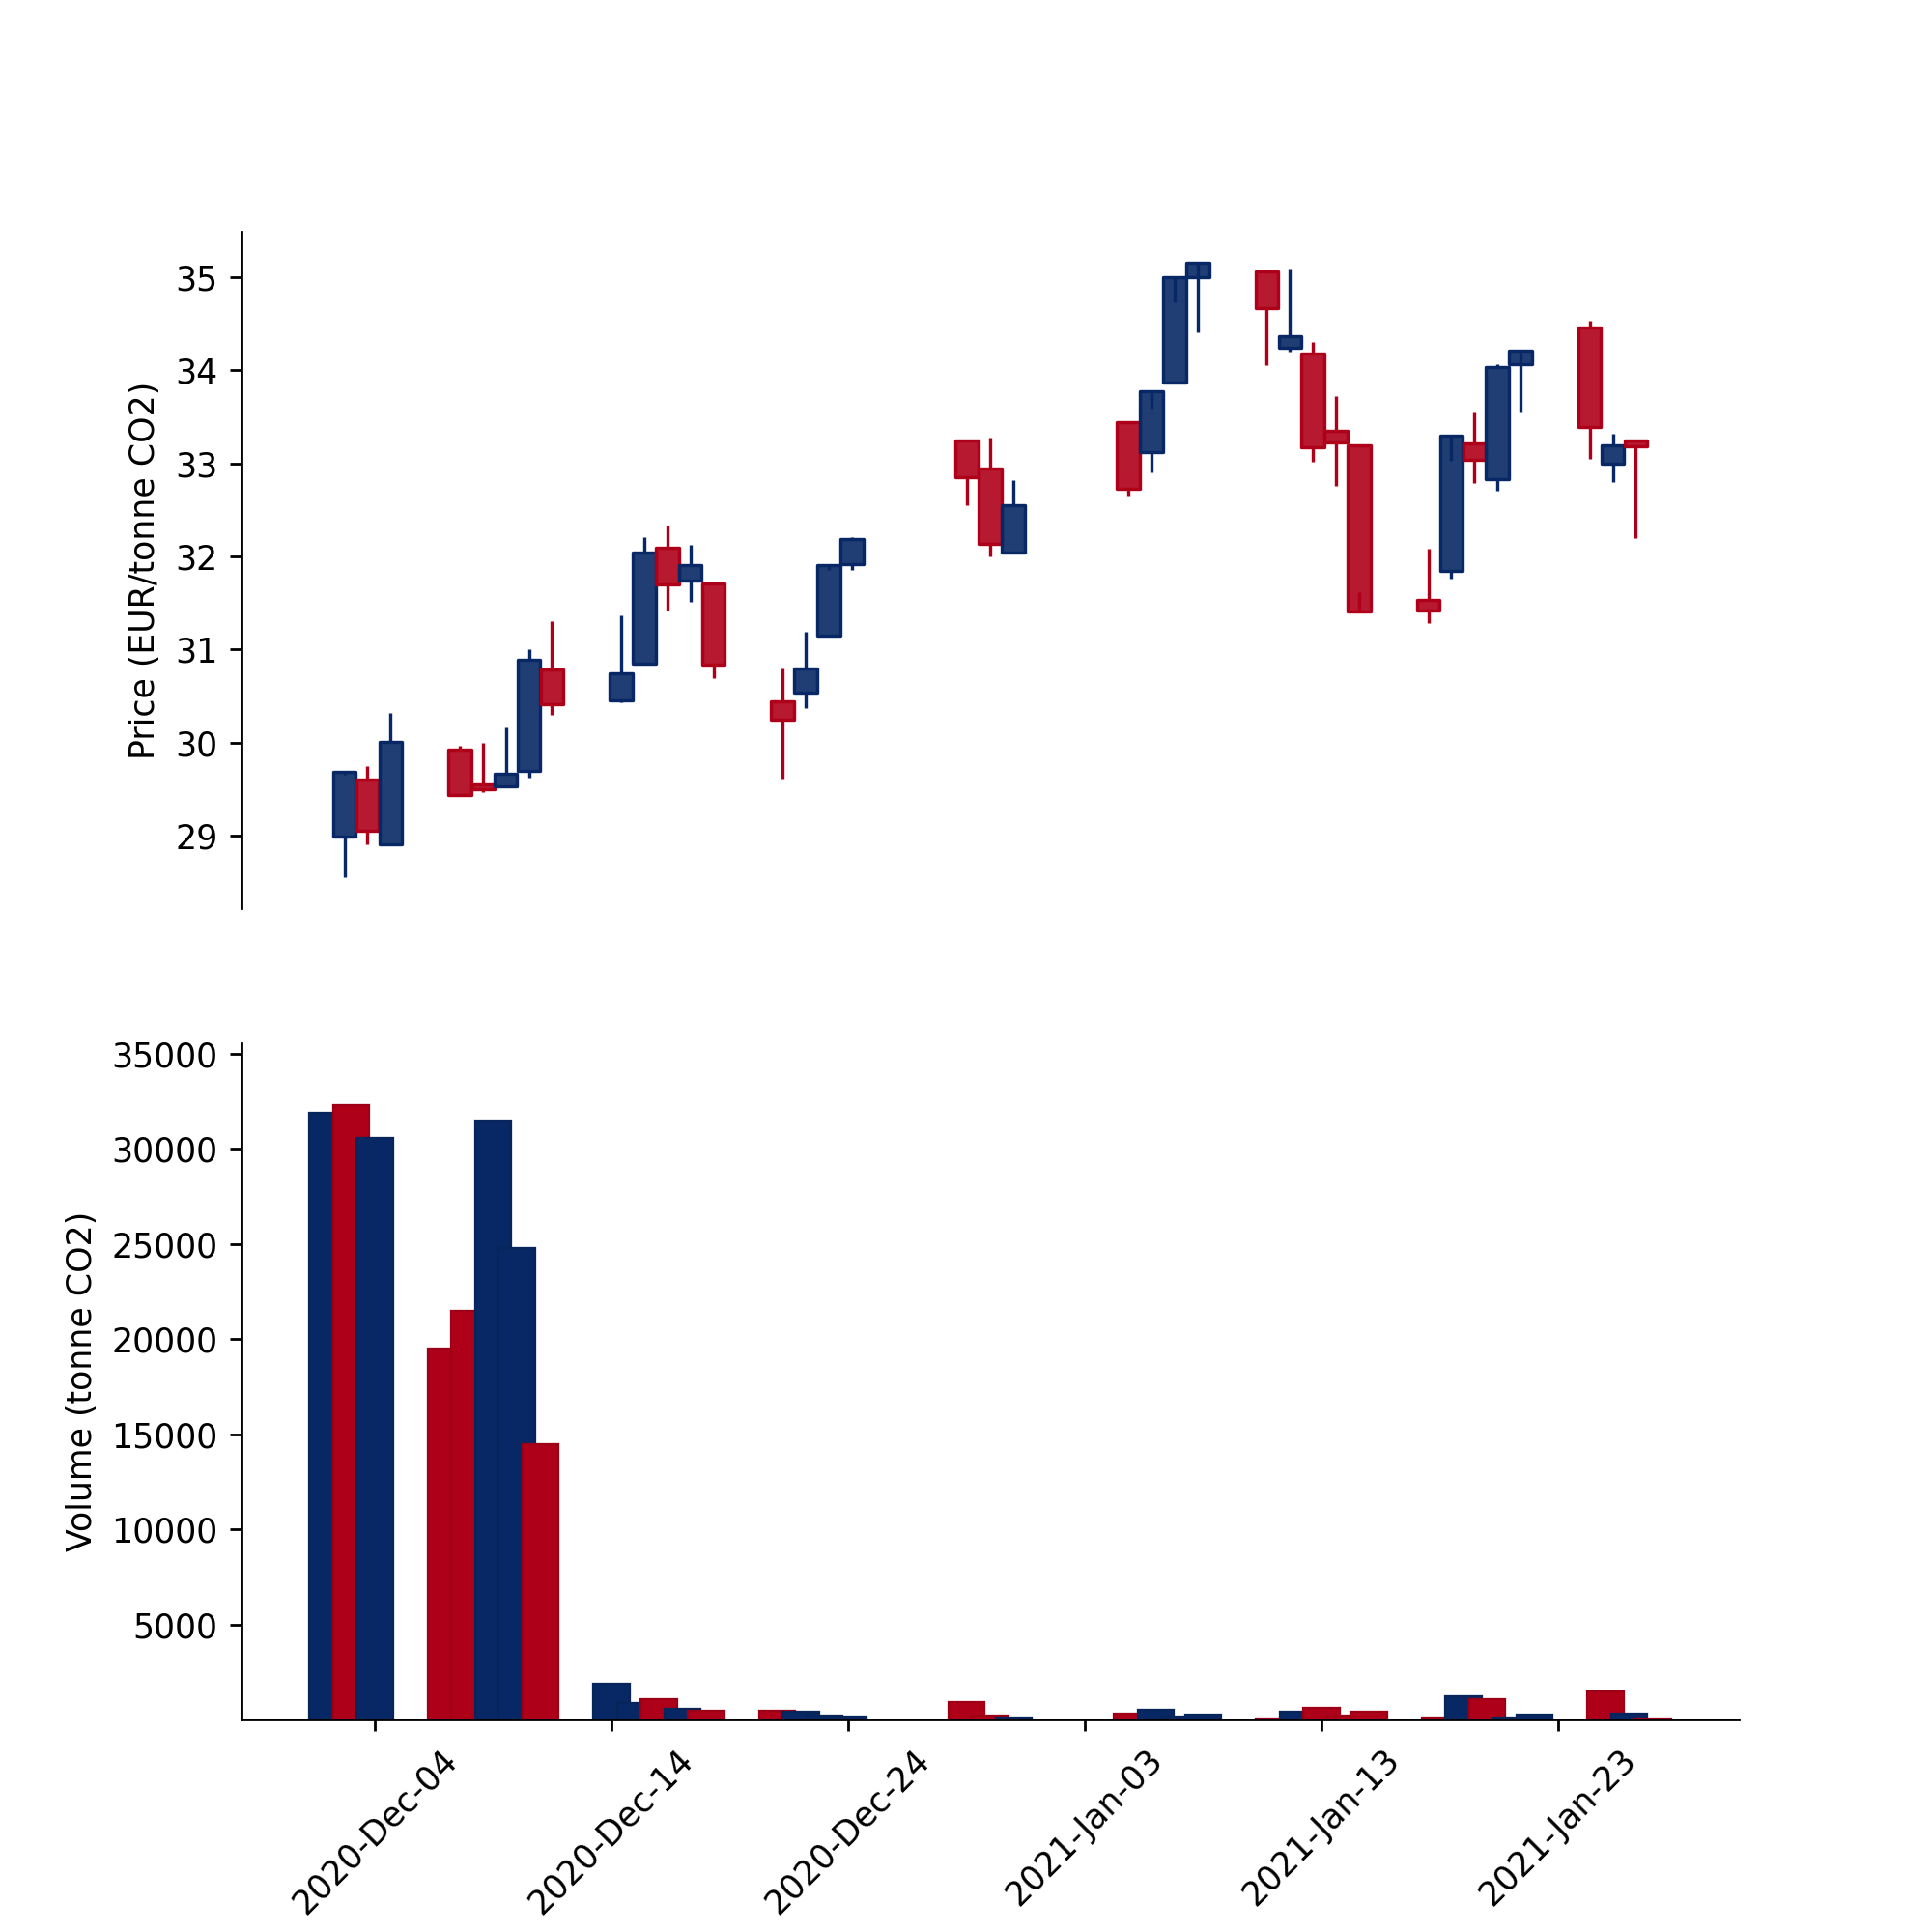 Price (EUR/tonne CO2)
35
34
33
32
31
30
29
Volume (tonne CO2)
35000
30000
25000
20000
15000
10000
5000
2020-Dec-04
2020-Dec-14
2020-Dec-24
2021-Jan-03
2021-Jan-13
2021-Jan-23